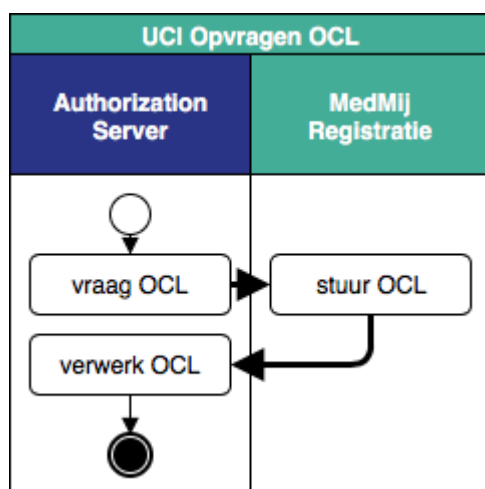 UCI Opvragen OCL
Authorization
Server
MedMij
Registratie
vraag OCL
stuur OCL
verwerk OCL